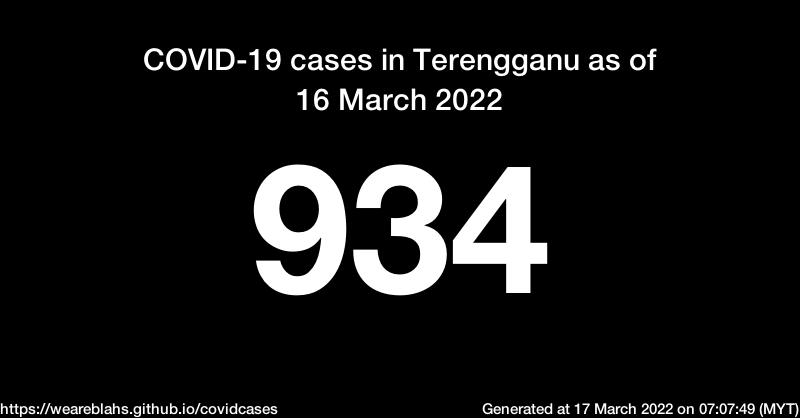 COVID-19 cases in Terengganu as of
16 March 2022
934
https://weareblahs.github.io/covidcases
Generated at 17 March 2022 on 07:07:49 (MYT)